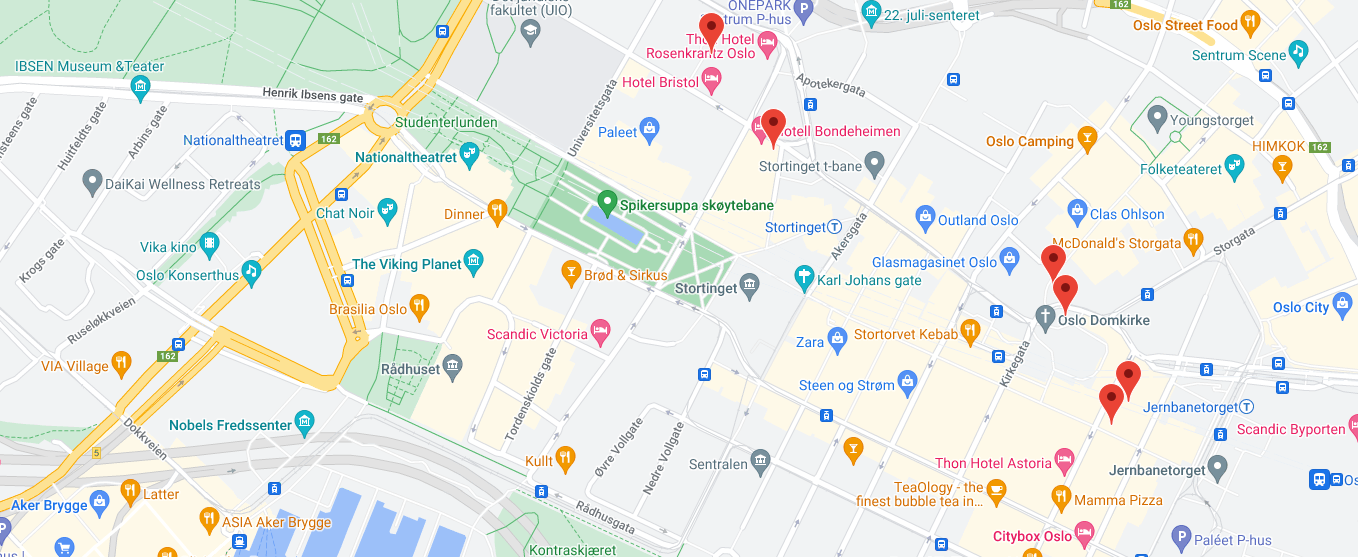 Det juridiske
fakultet (UIO)
ONEPARK
trum P-hus
22. juli-senteret
162
Oslo Street Food
Thon Hotel
Rosenkrantz Oslo
Sentrum Scene
IBSEN Museum &Teater
Hotel Bristol
Apotekergata
Henrik Ibsens gate
Universitetsgata
Huitfeldts gate
Arbins gate
Studenterlunden
Paleet
Hotell Bondeheimen
Youngstorget
Nationaltheatret
162
Oslo Camping
HIMKOK
162
Nationaltheatret
Stortinget t-bane
Folketeateret
DaiKai Wellness Retreats
Spikersuppa skøytebane
Chat Noir
Dinner
Stortinget
Outland Oslo
Clas Ohlson
Akersgata
McDonald's Storgata
Storgata
Vika kino
Krogs gate
The Viking Planet
Glasmagasinet Oslo
Oslo Konserthus
Brød & Sirkus
Stortinget
Karl Johans gate
Brasilia Oslo
Ruseløkkveien
Oslo City
Oslo Domkirke
Scandic Victoria
Zara
Stortorvet Kebab
162
VIA Village
Rådhuset
Kirkegata
Steen og Strøm
Tordenskiolds gate
Jernbanetorget
Nobels Fredssenter
Dokkveien
Øvre Vollgate
Nedre Vollgate
Scandic Byporten
5
Kullt
Sentralen
Thon Hotel Astoria
Jernbanetorget
Latter
TeaOlogy - the
finest bubble tea in...
Mamma Pizza
Aker Brygge
Rådhusgata
ASIA Aker Brygge
Citybox Oslo
Paléet P-hus
Kontraskjæret